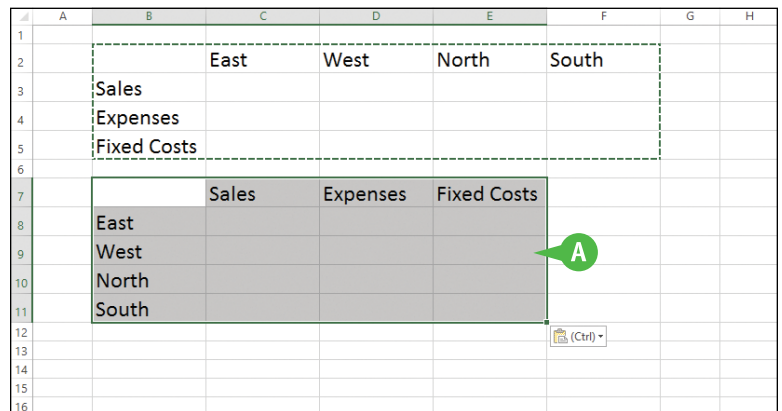 A B C D E F G H
1
2 East West North South
3 Sales
4 Expenses
5 Fixed Costs
6
7 Sales Expenses Fixed Costs
8 East
9 West A
10 North
11 South
12 (Ctrl)
13
14
15
16